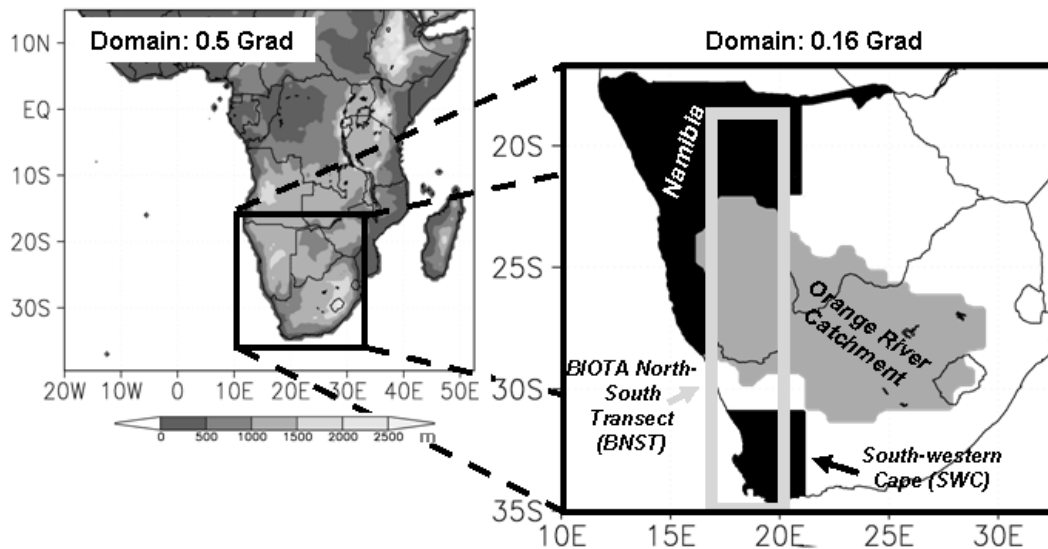 Domain: 0.5 Grad
10N
EQ
10S
20S
30S
20W
10W
0
10E
20E
30E
40E
50E
0
500
1000
1500
2000
2500
m
Domain: 0.16 Grad
20S
25S
30S
35S
10E
15E
20E
25E
30E
Namibia
Orange River
Catchment
BIOTA North-
South
Transect
(BNST)
South-western
Cape (SWC)